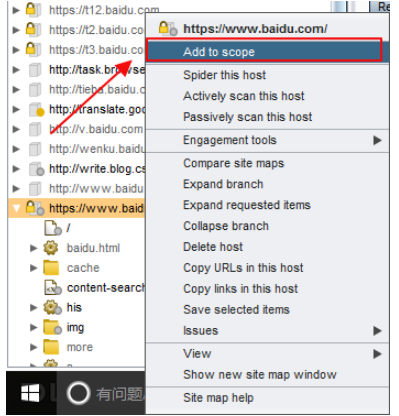 https://t12.baidu.com
https://t2.baidu.co
https://t3.baidu.co
http://task.browse
http://tieba.baidu.c
http://translate.goo
http://v.baidu.com
http://wenku.baidu
http://write.blog.cs
http://www.baidu
https://www.baid
/
baidu.html
cache
content-search
his
img
more
https://www.baidu.com/
Add to scope
Spider this host
Actively scan this host
Passively scan this host
Engagement tools
Compare site maps
Expand branch
Expand requested items
Collapse branch
Delete host
Copy URLs in this host
Copy links in this host
Save selected items
Issues
View
Show new site map window
Site map help
Re
有问题